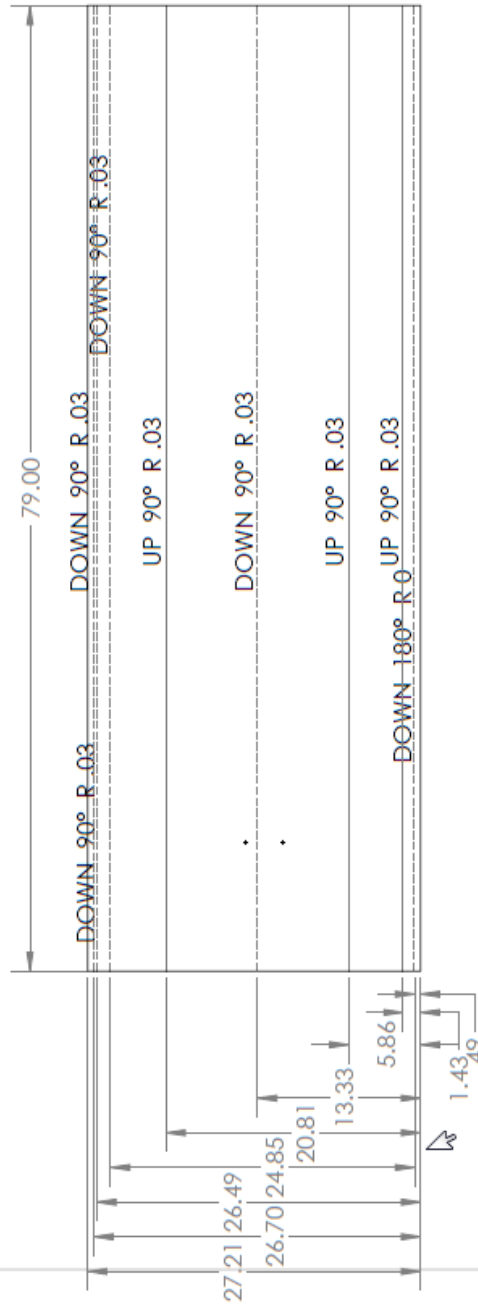 79.00
DOWN 90° R .03
DOWN 90° R .03
DOWN 90° R .03
UP 90° R .03
DOWN 90° R .03
UP 90° R .03
UP 90° R .03
DOWN 180° R 0
27.21
26.70
26.49
24.85
20.81
13.33
5.86
1.43
.49